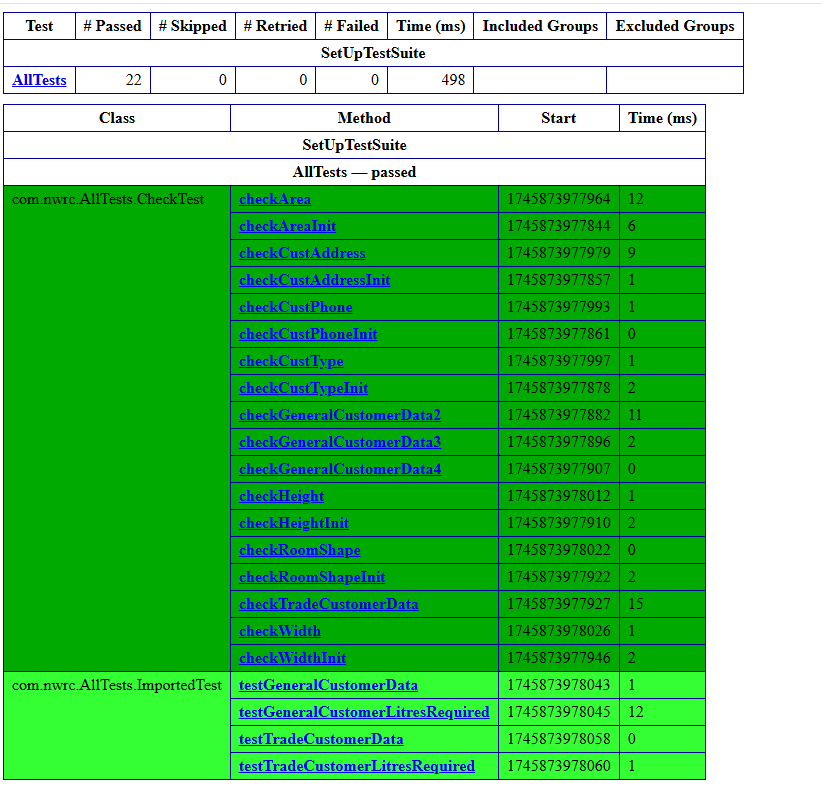 Test # Passed # Skipped # Retried # Failed Time (ms) Included Groups Excluded Groups
SetUpTestSuite
AllTests 22 0 0 0 498
Class Method Start Time (ms)
SetUpTestSuite
AllTests — passed
com.nwrc.AllTests.CheckTest checkArea 1745873977964 12
checkAreaInit 1745873977844 6
checkCustAddress 1745873977979 9
checkCustAddressInit 1745873977857 1
checkCustPhone 1745873977993 1
checkCustPhoneInit 1745873977861 0
checkCustType 1745873977997 1
checkCustTypeInit 1745873977878 2
checkGeneralCustomerData2 1745873977882 11
checkGeneralCustomerData3 1745873977896 2
checkGeneralCustomerData4 1745873977907 0
checkHeight 1745873978012 1
checkHeightInit 1745873977910 2
checkRoomShape 1745873978022 0
checkRoomShapeInit 1745873977922 2
checkTradeCustomerData 1745873977927 15
checkWidth 1745873978026 1
checkWidthInit 1745873977946 2
com.nwrc.AllTests.ImportedTest testGeneralCustomerData 1745873978043 1
testGeneralCustomerLitresRequired 1745873978045 12
testTradeCustomerData 1745873978058 0
testTradeCustomerLitresRequired 1745873978060 1